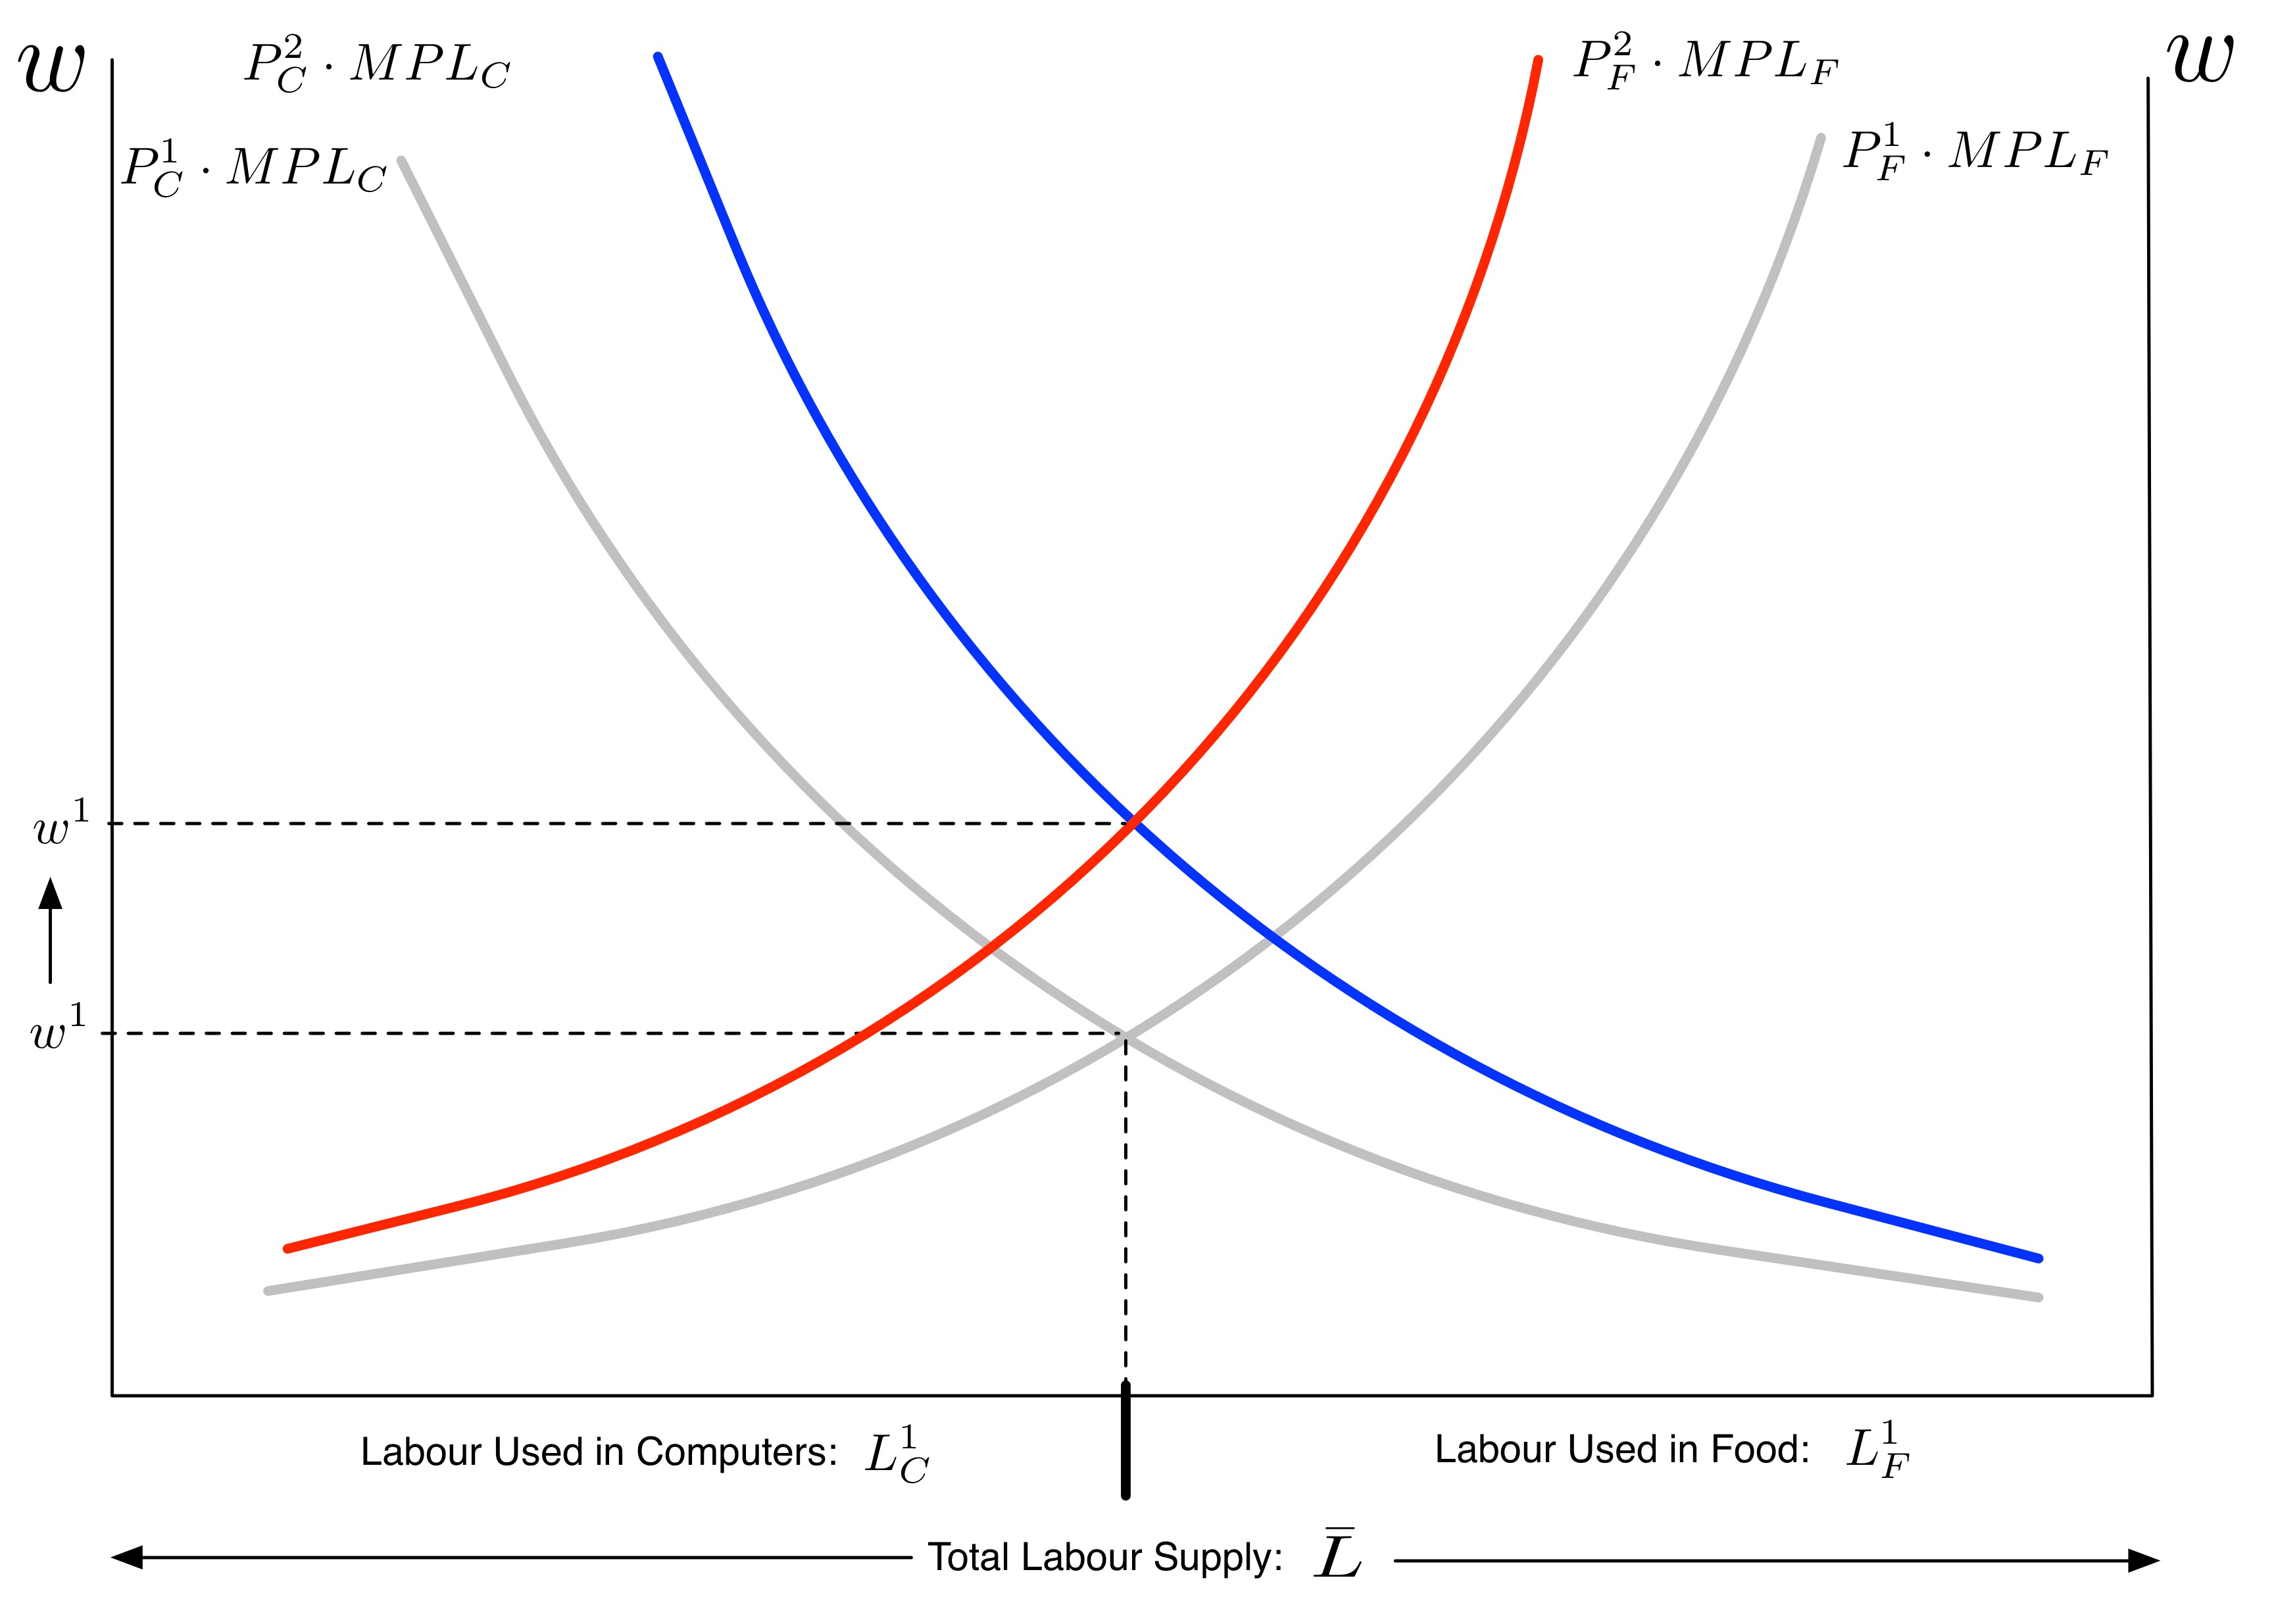 w
P_C^2 · MPL_C
P_F^2 · MPL_F
w
P_C^1 · MPL_C
P_F^1 · MPL_F
w^1
w^1
Labour Used in Computers: L_C^1
Labour Used in Food: L_F^1
Total Labour Supply: L̅